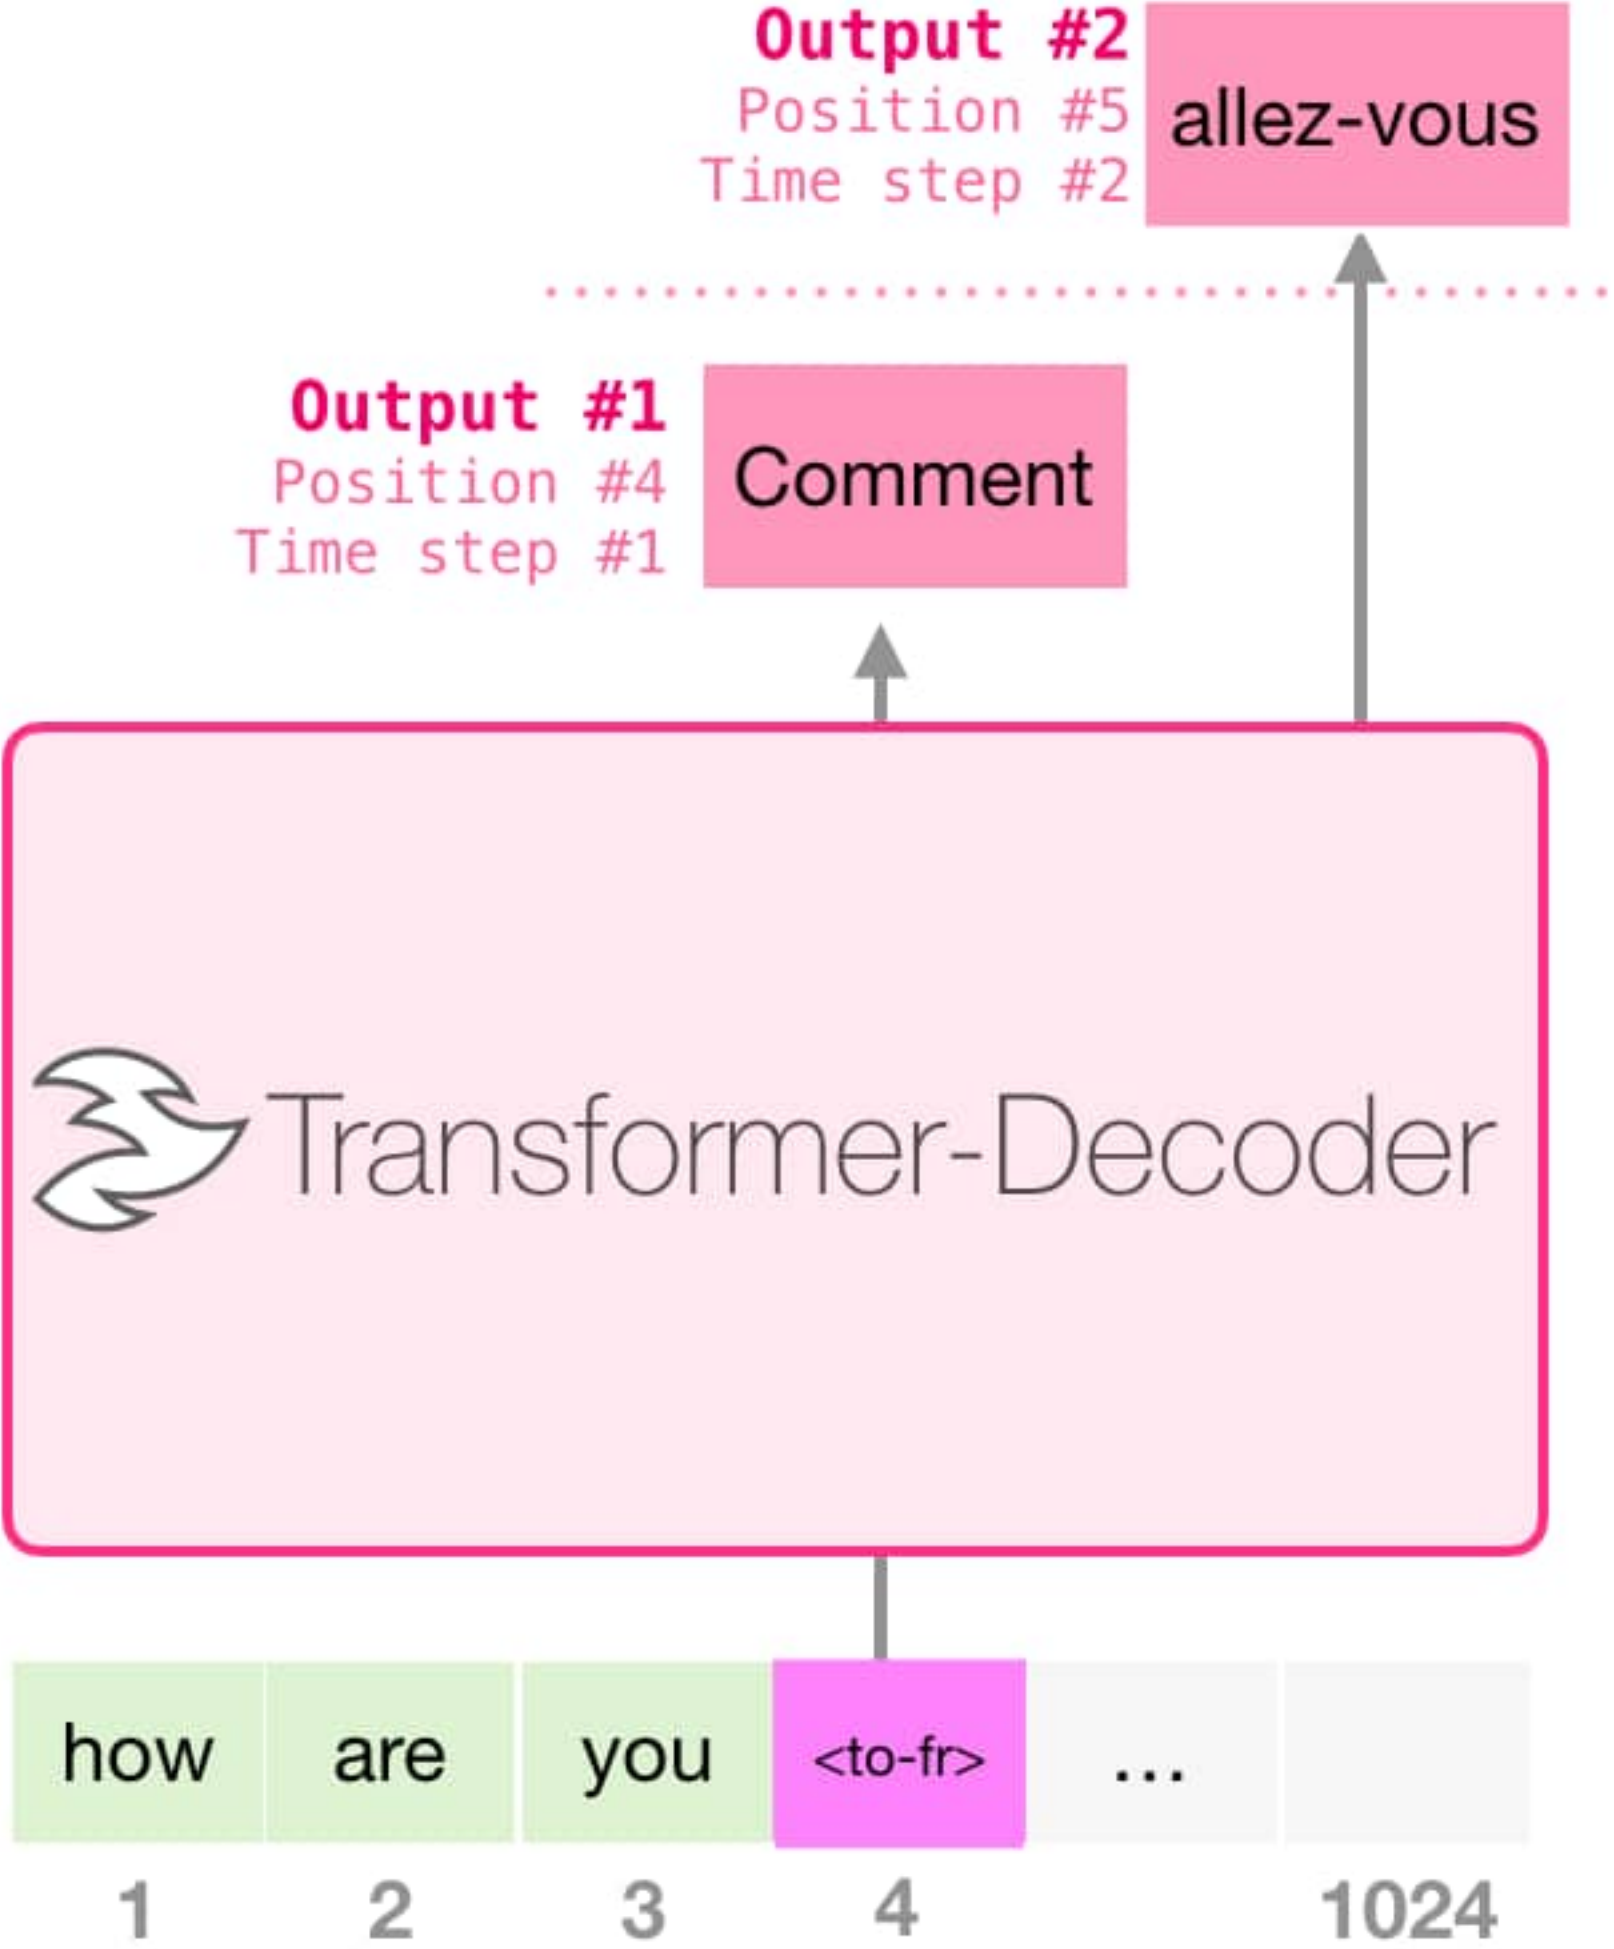 Output #2
Position #5
Time step #2
allez-vous
Output #1
Position #4
Time step #1
Comment
Transformer-Decoder
how are you <to-fr> ...
1 2 3 4 1024